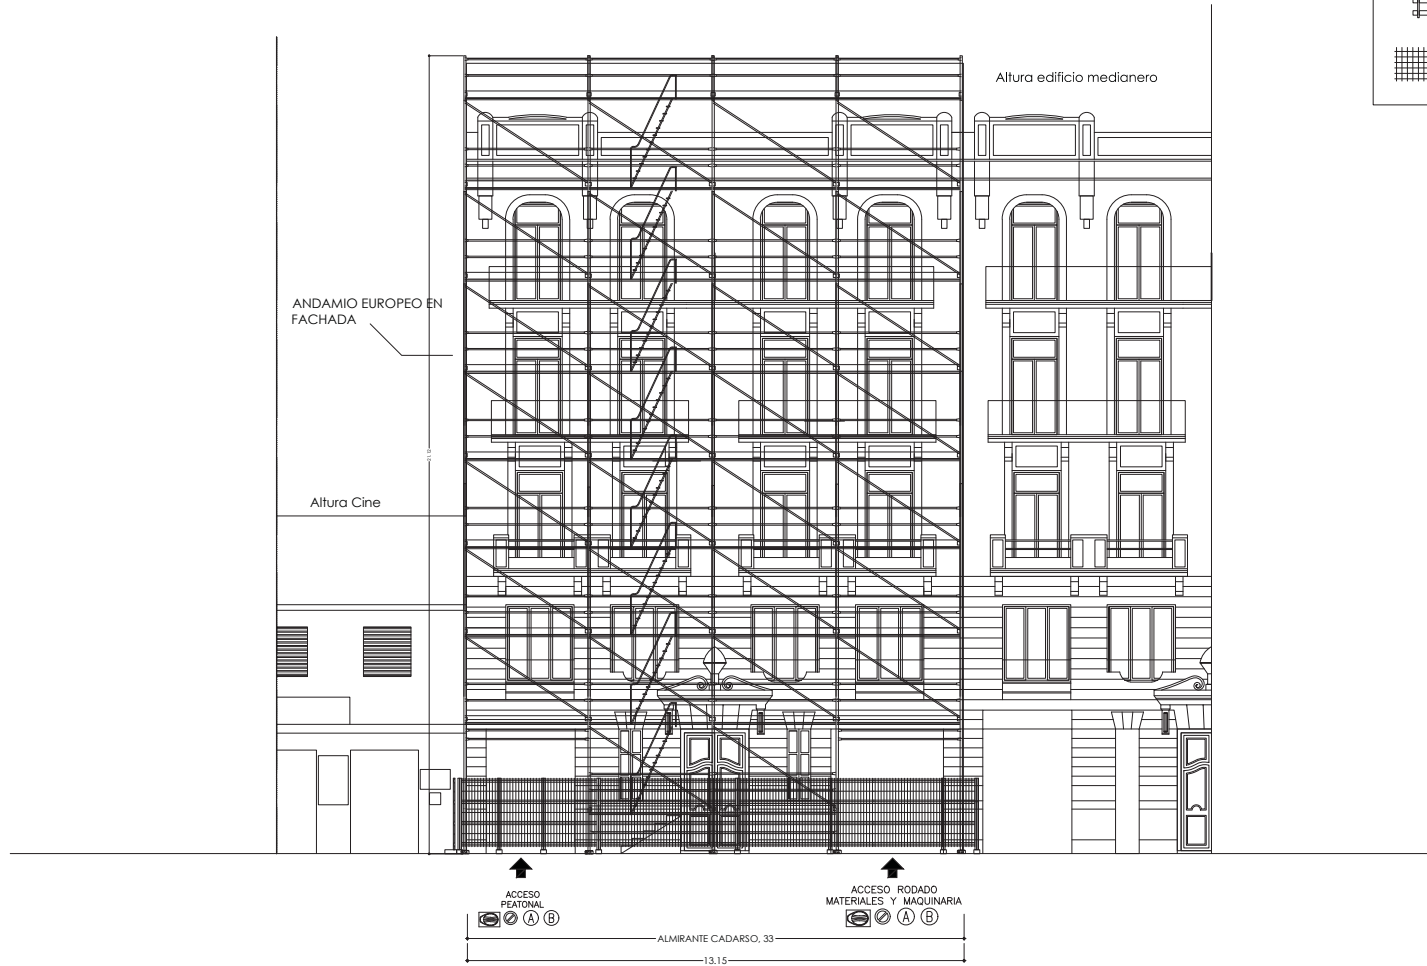 Altura edificio medianero
ANDAMIO EUROPEO EN
FACHADA
Altura Cine
ACCESO
PEATONAL
A B
ACCESO RODADO
MATERIALES Y MAQUINARIA
A B
ALMIRANTE CADARSO, 33
13.15